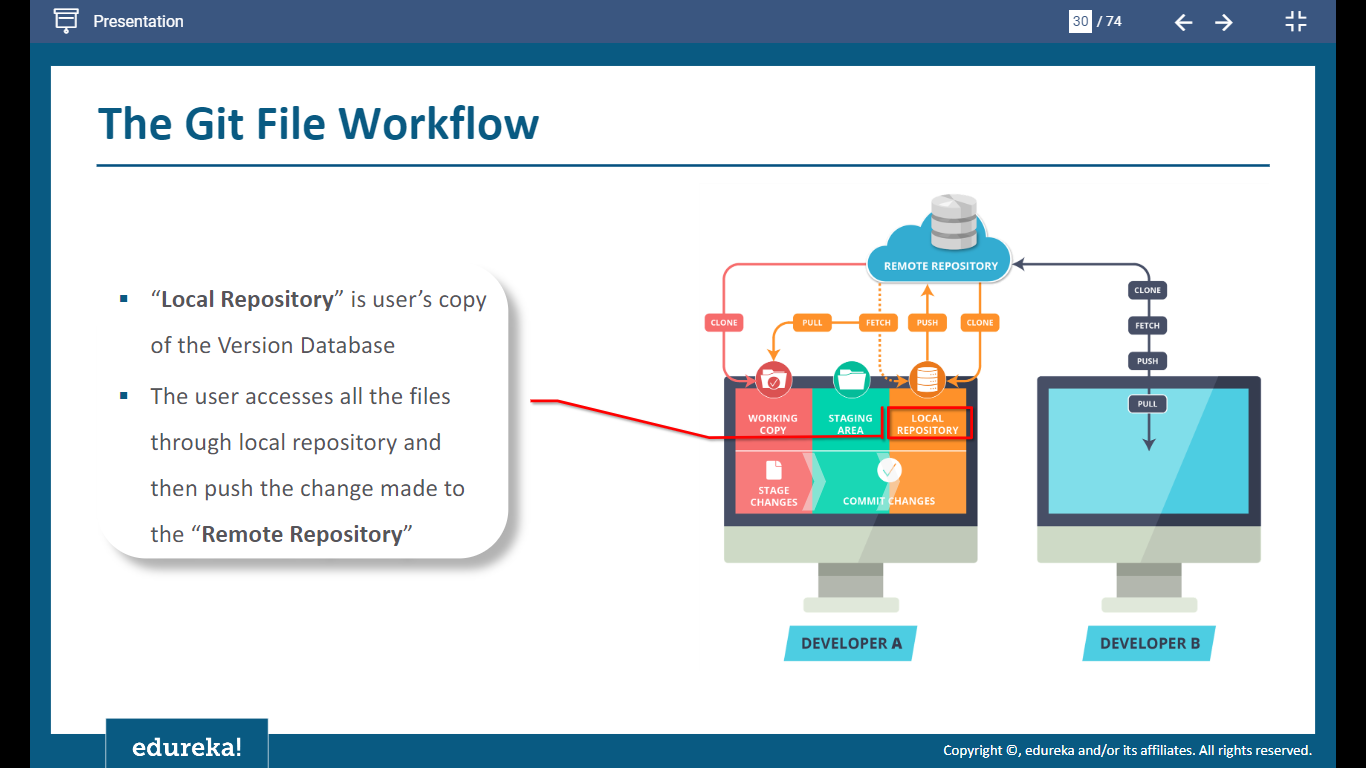 Presentation
30 / 74
The Git File Workflow
▪ “Local Repository” is user’s copy
of the Version Database
▪ The user accesses all the files
through local repository and
then push the change made to
the “Remote Repository”
REMOTE REPOSITORY
CLONE
PULL
FETCH
PUSH
CLONE
WORKING
COPY
STAGING
AREA
LOCAL
REPOSITORY
STAGE
CHANGES
COMMIT CHANGES
DEVELOPER A
CLONE
FETCH
PUSH
PULL
DEVELOPER B
edureka!
Copyright ©, edureka and/or its affiliates. All rights reserved.